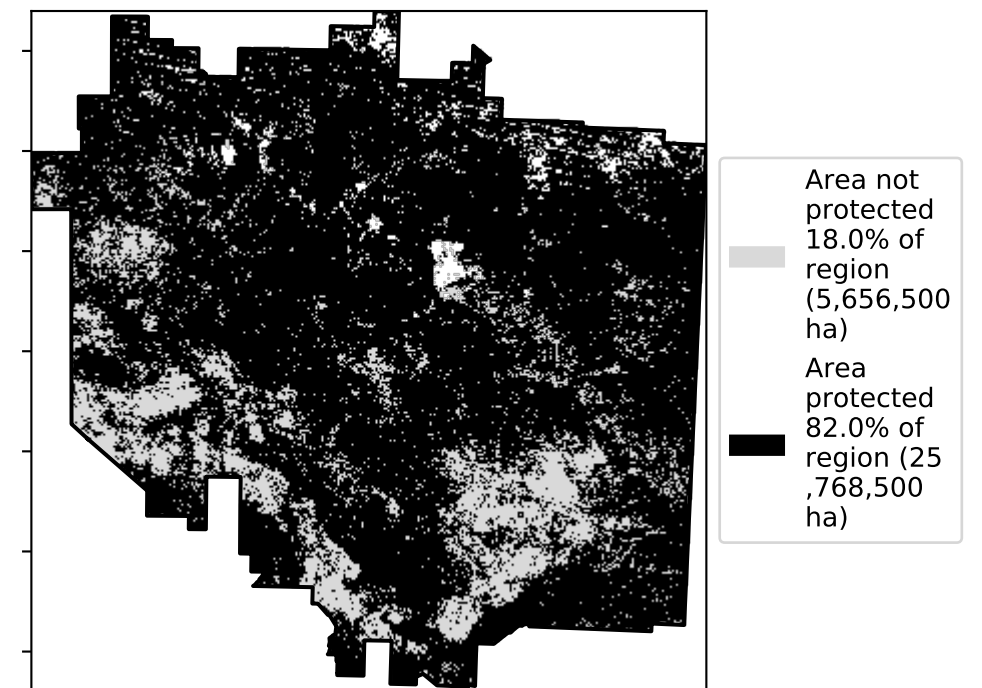 Area not
protected
18.0% of
region
(5,656,500
ha)
Area
protected
82.0% of
region (25
,768,500
ha)